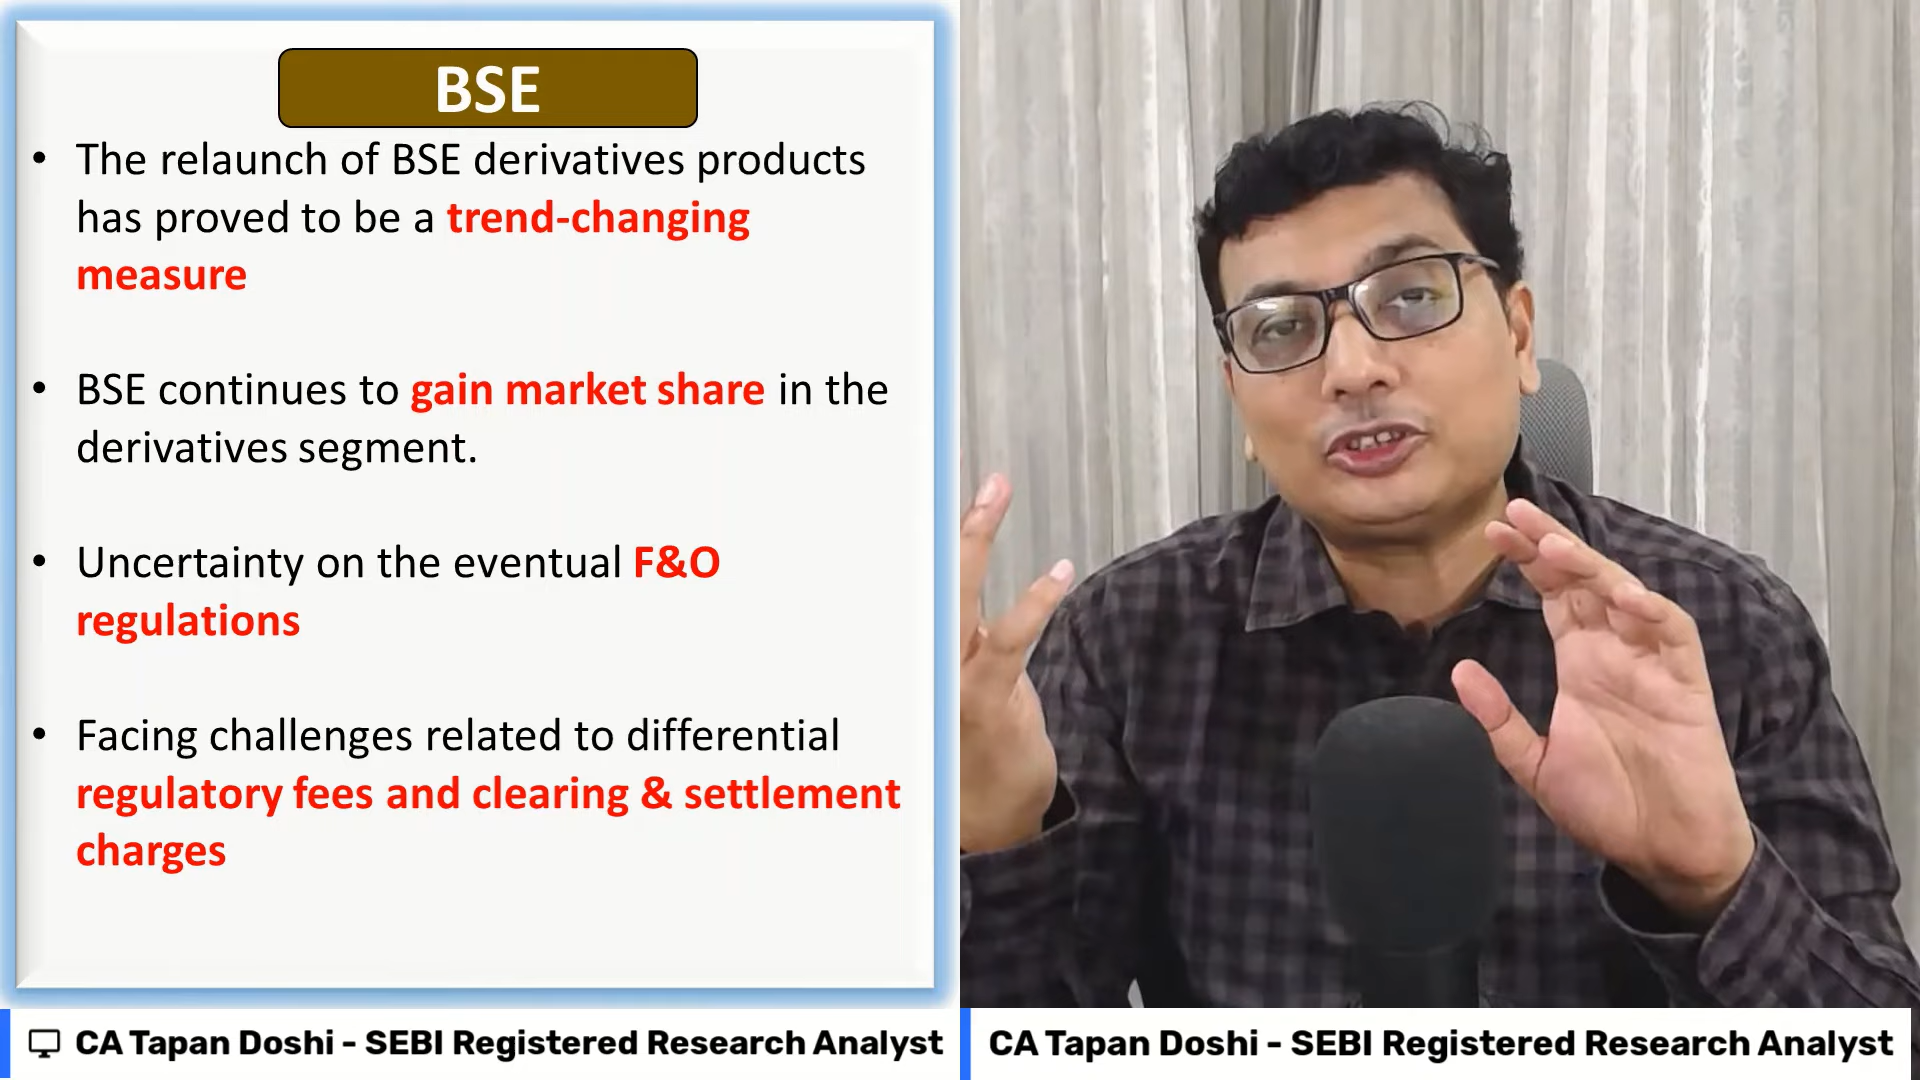 BSE
• The relaunch of BSE derivatives products
has proved to be a trend-changing
measure
• BSE continues to gain market share in the
derivatives segment.
• Uncertainty on the eventual F&O
regulations
• Facing challenges related to differential
regulatory fees and clearing & settlement
charges
CA Tapan Doshi - SEBI Registered Research Analyst
CA Tapan Doshi - SEBI Registered Research Analyst